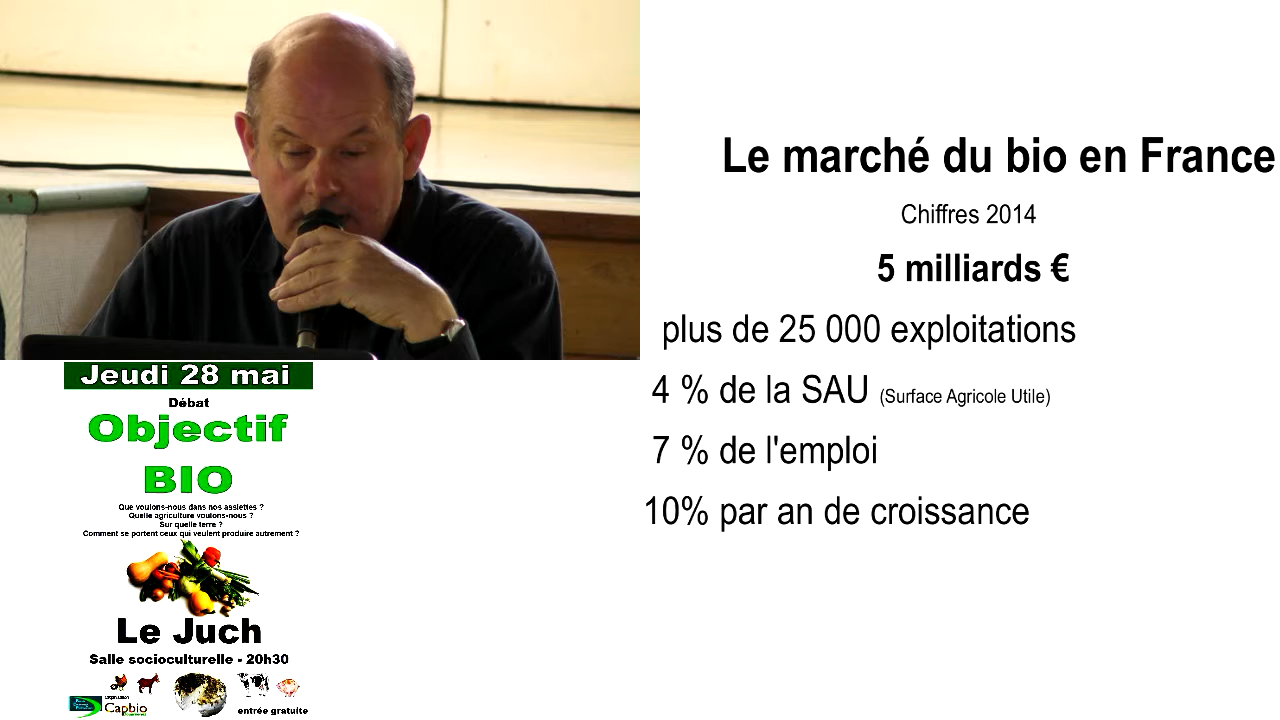 Le marché du bio en France
Chiffres 2014
5 milliards €
plus de 25 000 exploitations
4 % de la SAU (Surface Agricole Utile)
7 % de l'emploi
10% par an de croissance
Jeudi 28 mai
Débat
Objectif
BIO
Que voulons-nous dans nos assiettes ?
Quelle agriculture voulons-nous ?
Sur quelle terre ?
Comment se portent ceux qui veulent produire autrement ?
Le Juch
Salle socioculturelle - 20h30
Capbio
entrée gratuite